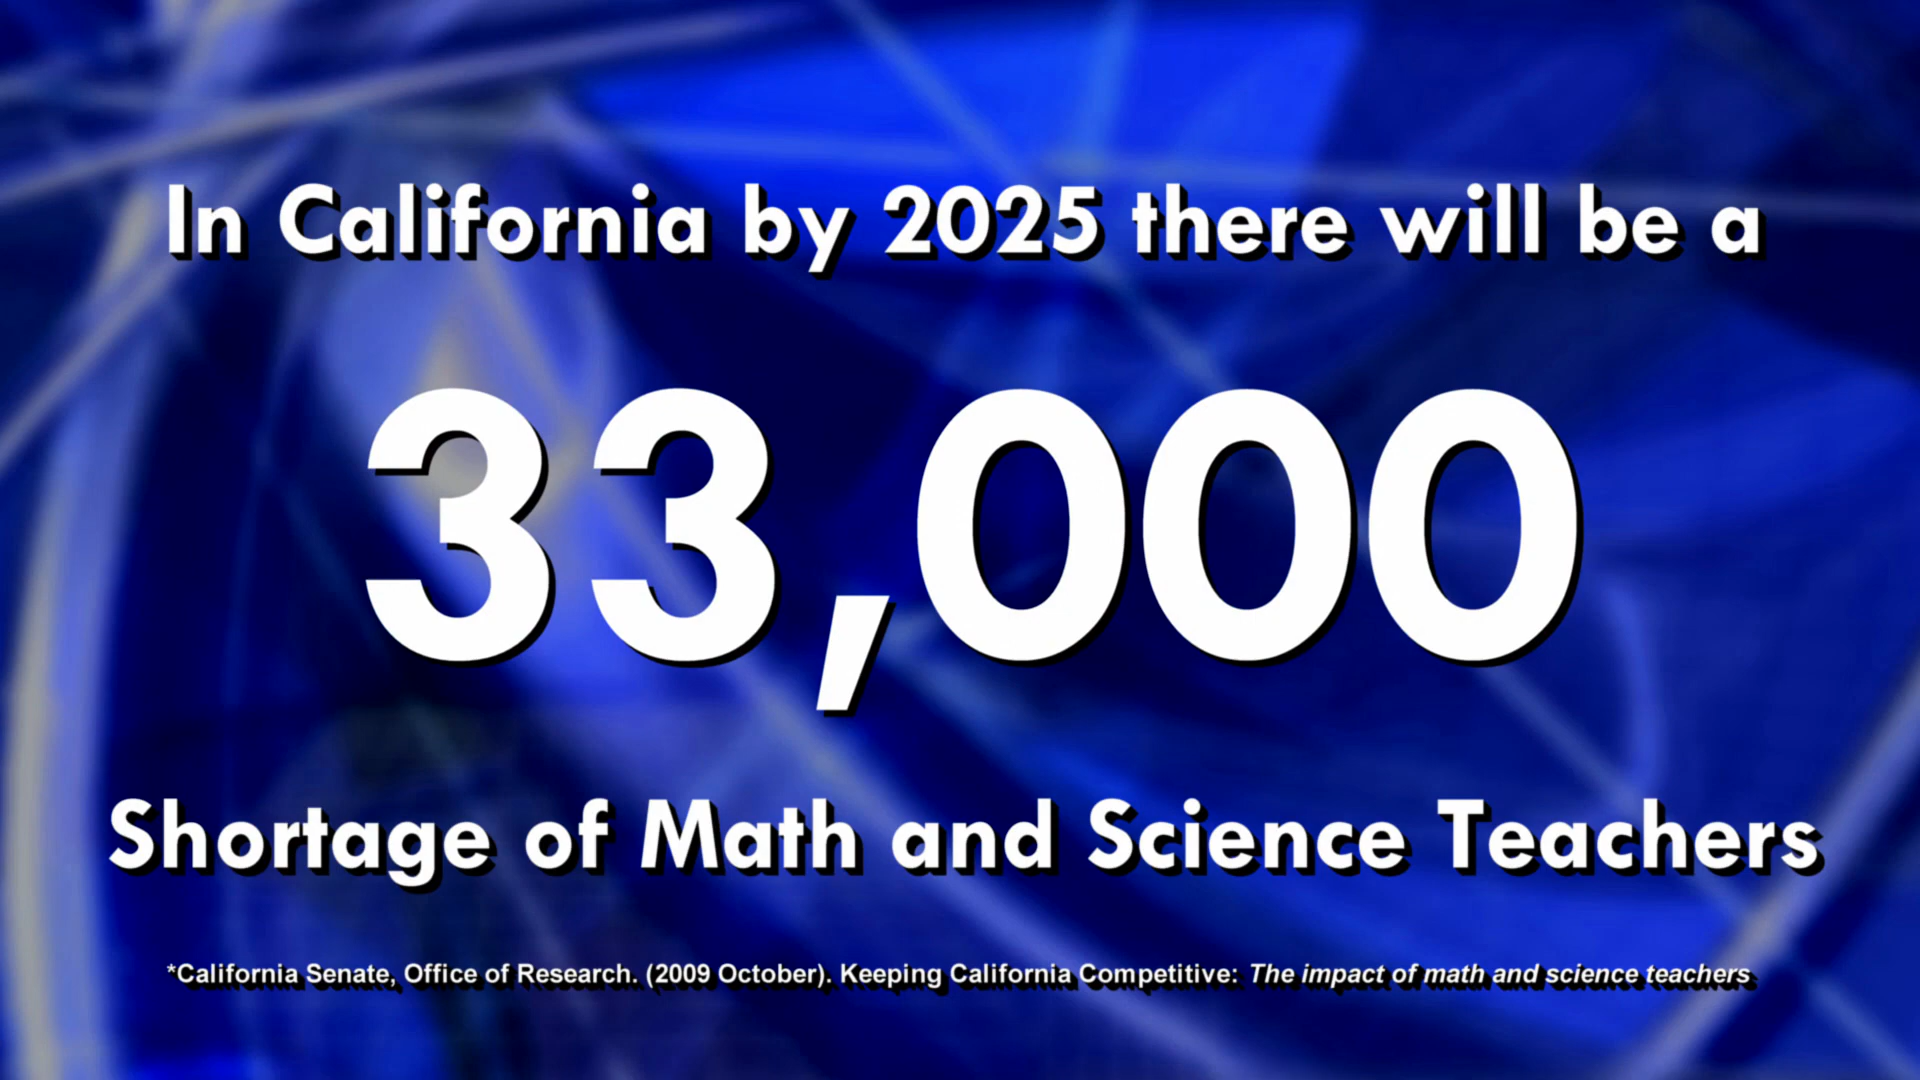 In California by 2025 there will be a
33,000
Shortage of Math and Science Teachers
*California Senate, Office of Research. (2009 October). Keeping California Competitive: The impact of math and science teachers